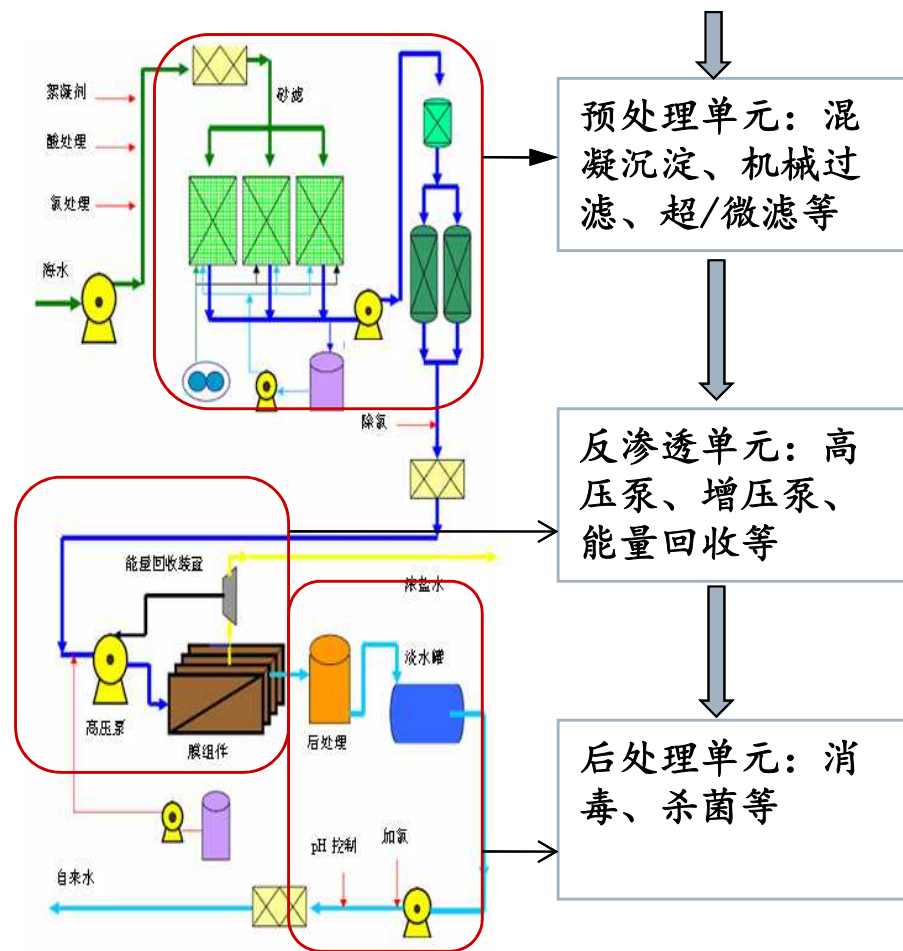 絮凝剂
砂滤
酸处理
氯处理
海水
除氯
能量回收装置
浓盐水
高压泵
膜组件
后处理
淡水罐
pH 控制
加氯
自来水
预处理单元：混
凝沉淀、机械过
滤、超/微滤等
反渗透单元：高
压泵、增压泵、
能量回收等
后处理单元：消
毒、杀菌等